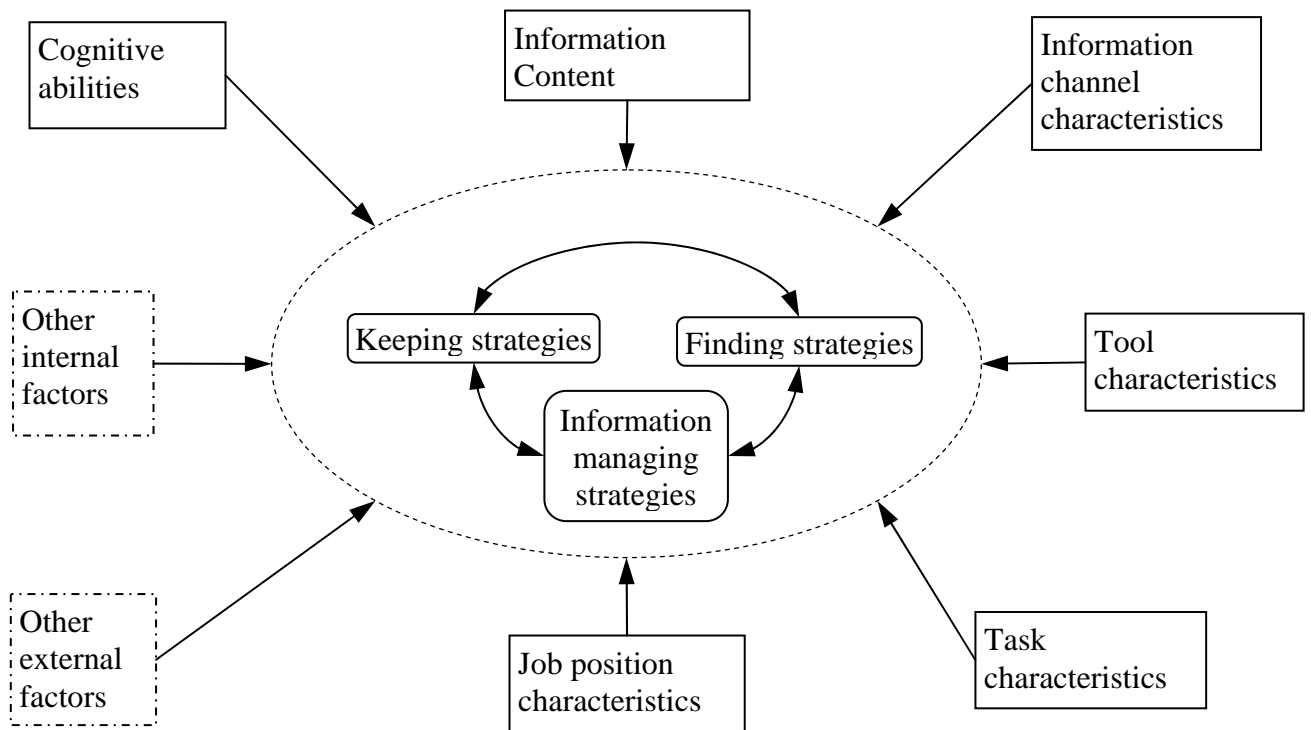 Cognitive
abilities
Information
Content
Information
channel
characteristics
Other
internal
factors
Keeping strategies
Finding strategies
Tool
characteristics
Information
managing
strategies
Other
external
factors
Job position
characteristics
Task
characteristics